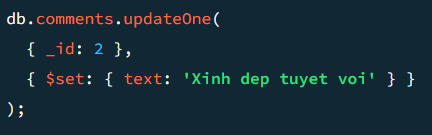 db.comments.updateOne(
{ _id: 2 },
{ $set: { text: 'Xinh dep tuyet voi' } }
);